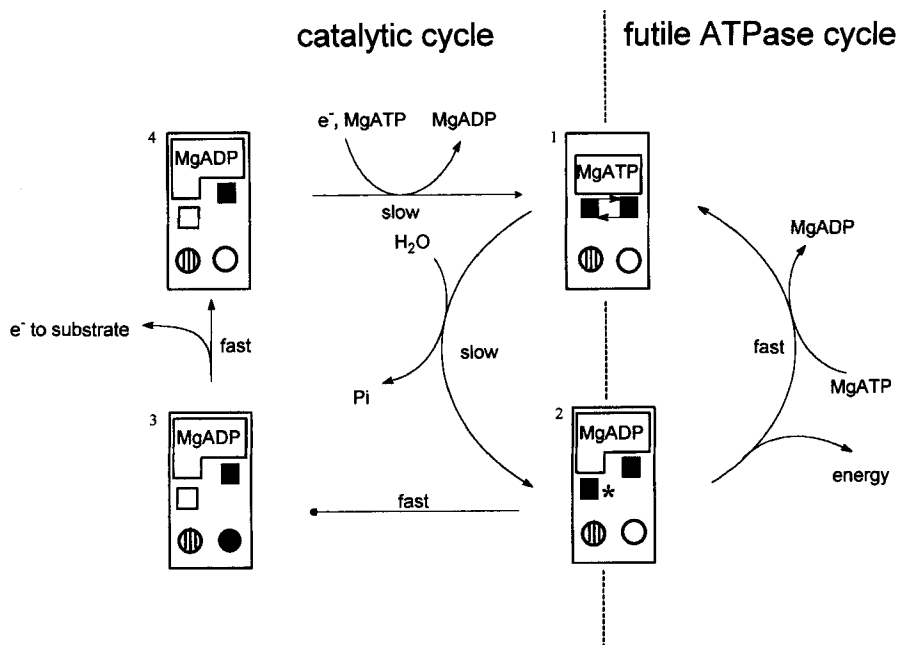 catalytic cycle
futile ATPase cycle
4
MgADP
e-, MgATP
MgADP
slow
1
MgATP
H2O
MgADP
e- to substrate
fast
slow
fast
Pi
MgATP
3
MgADP
2
MgADP
energy
fast
*